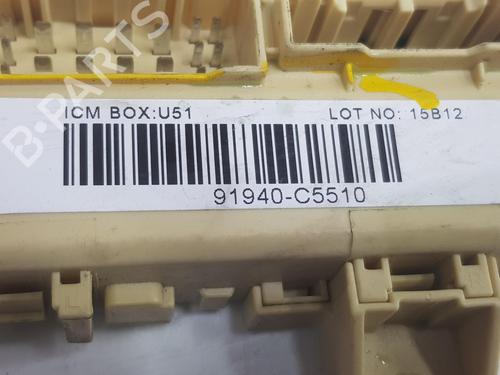 B-PARTS
ICM BOX:U51 LOT NO: 15B12
91940-C5510